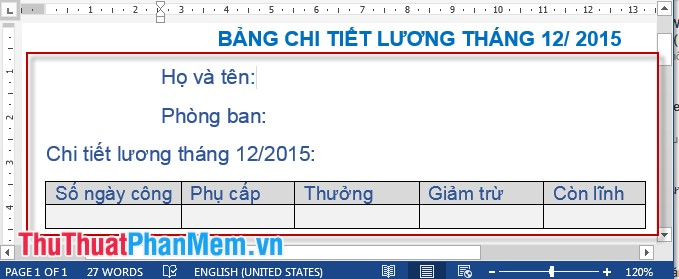 BẢNG CHI TIẾT LƯƠNG THÁNG 12/ 2015
Họ và tên:
Phòng ban:
Chi tiết lương tháng 12/2015:
Số ngày công Phụ cấp Thưởng Giảm trừ Còn lĩnh
ThuThuatPhanMem.vn
PAGE 1 OF 1 27 WORDS ENGLISH (UNITED STATES) 120%